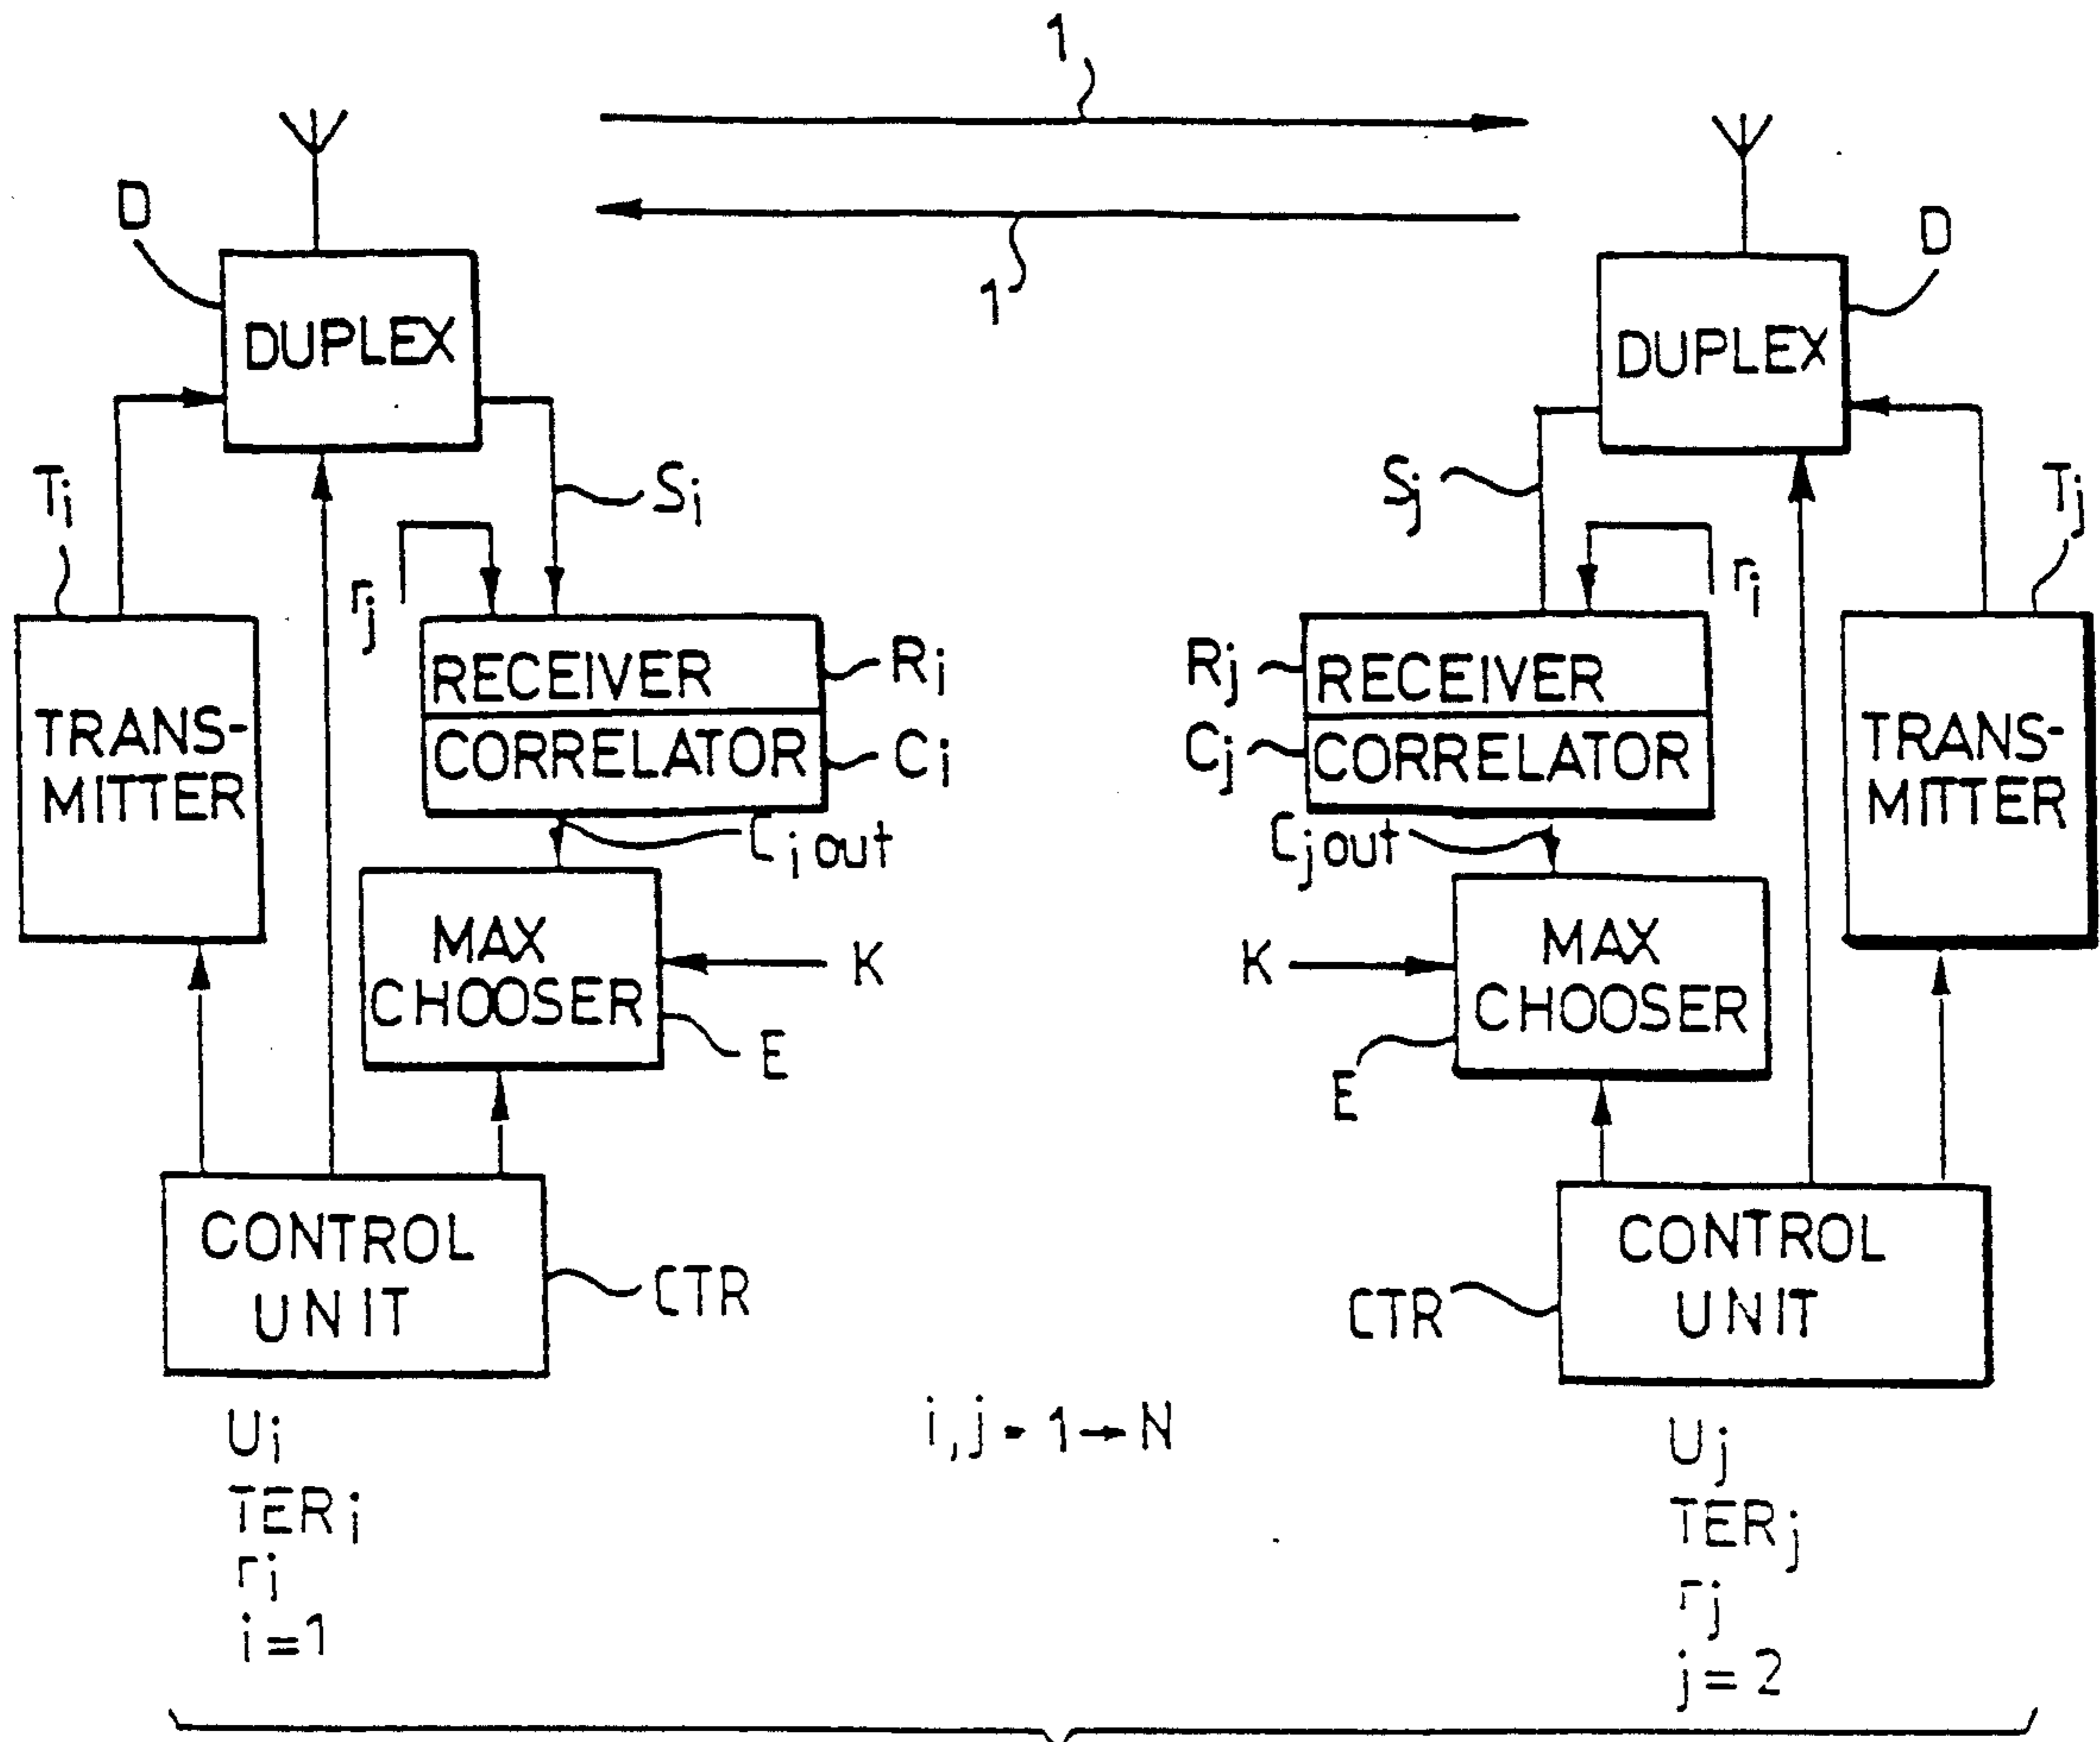 1
1
D
DUPLEX
D
DUPLEX
Ti
Si
Sj
Tj
rj
ri
TRANS-
MITTER
RECEIVER
Ri
CORRELATOR
Ci
Rj
RECEIVER
Cj
CORRELATOR
TRANS-
MITTER
Ci out
Cj out
MAX
CHOOSER
K
E
K
MAX
CHOOSER
E
CONTROL
UNIT
CTR
CTR
CONTROL
UNIT
Ui
TERi
ri
i=1
i,j = 1→N
Uj
TERj
rj
j=2